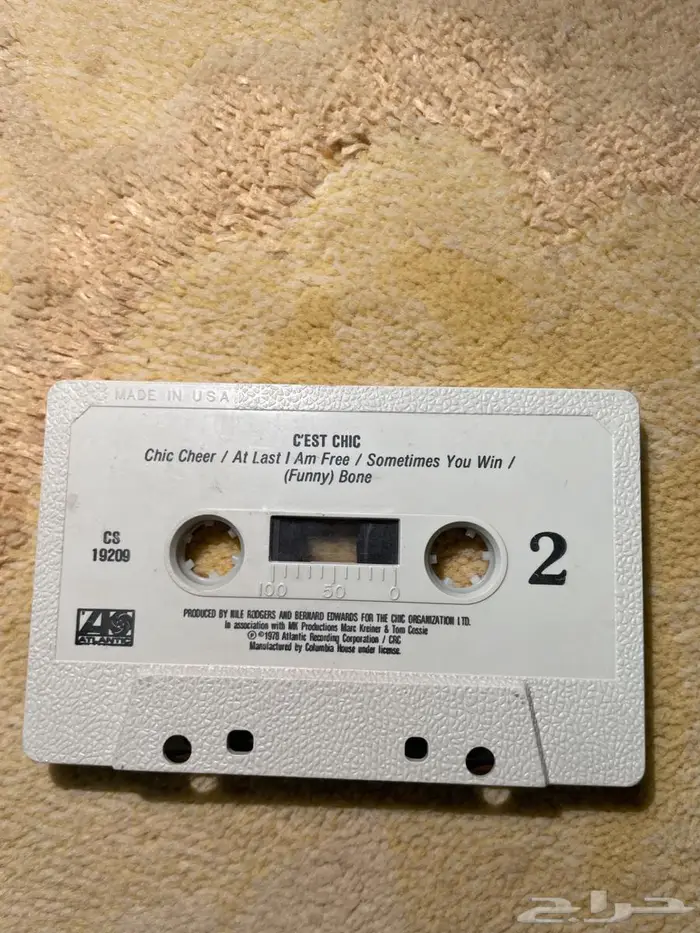 MADE IN USA
C'EST CHIC
Chic Cheer / At Last I Am Free / Sometimes You Win /
(Funny) Bone
CS
19209
2
100 50 0
ATLANTIC
PRODUCED BY NILE RODGERS AND BERNARD EDWARDS FOR THE CHIC ORGANIZATION LTD.
In association with MK Productions Marc Kreiner & Tom Cossie
℗ ©1978 Atlantic Recording Corporation / CRC
Manufactured by Columbia House under license.
حراج